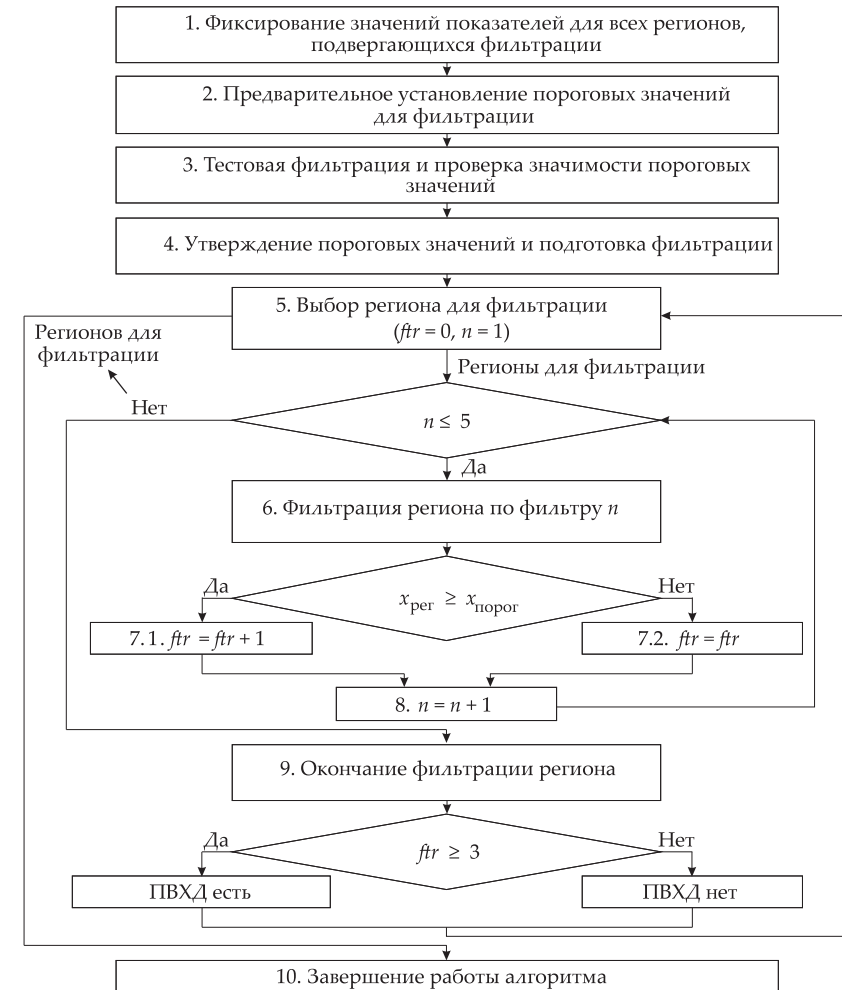 1. Фиксирование значений показателей для всех регионов,
подвергающихся фильтрации
2. Предварительное установление пороговых значений
для фильтрации
3. Тестовая фильтрация и проверка значимости пороговых
значений
4. Утверждение пороговых значений и подготовка фильтрации
5. Выбор региона для фильтрации
(ftr = 0, n = 1)
Регионов для
фильтрации
Нет
Регионы для фильтрации
n ≤ 5
Да
6. Фильтрация региона по фильтру n
Да
xрег ≥ xпорог
Нет
7.1. ftr = ftr + 1
7.2. ftr = ftr
8. n = n + 1
9. Окончание фильтрации региона
Да
ftr ≥ 3
Нет
ПВХД есть
ПВХД нет
10. Завершение работы алгоритма